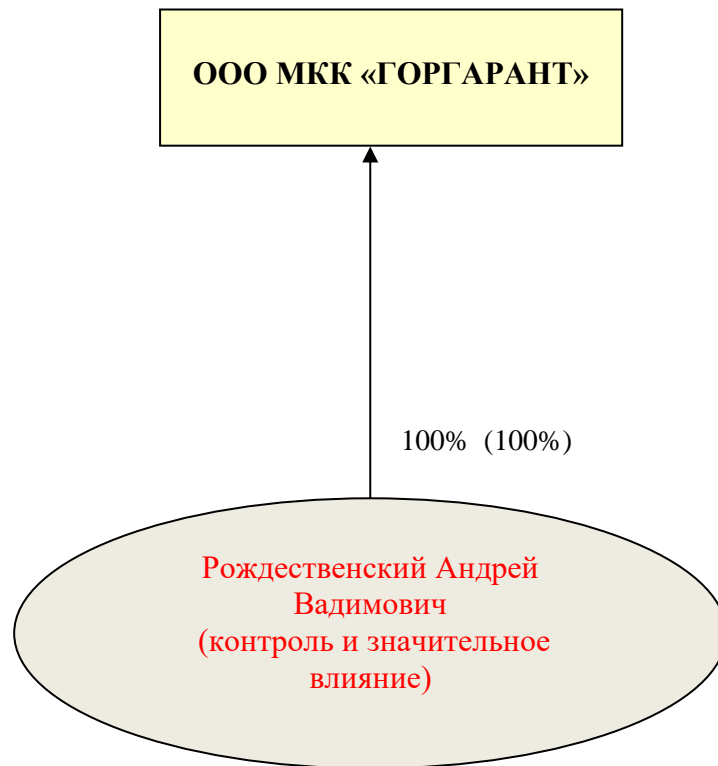 ООО МКК «ГОРГАРАНТ»
100% (100%)
Рождественский Андрей
Вадимович
(контроль и значительное
влияние)